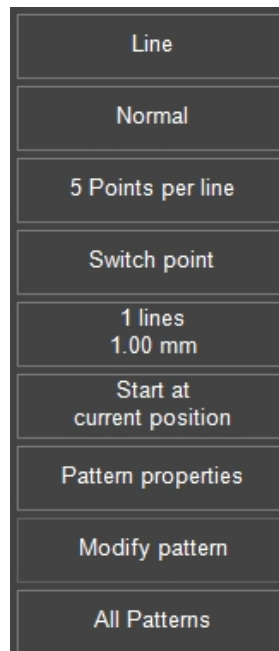 Line
Normal
5 Points per line
Switch point
1 lines
1.00 mm
Start at
current position
Pattern properties
Modify pattern
All Patterns